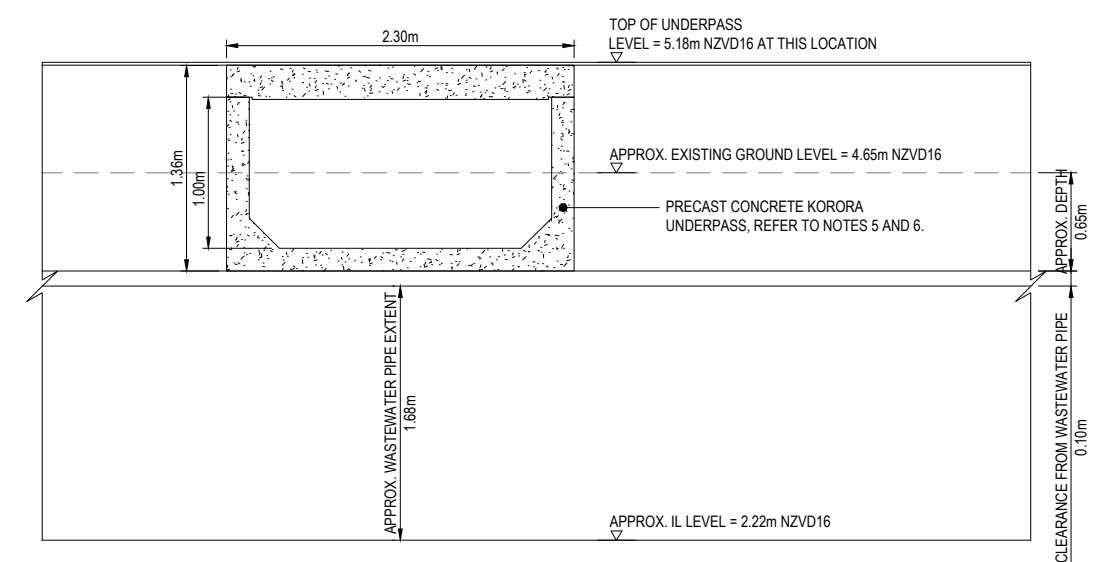 TOP OF UNDERPASS
LEVEL = 5.18m NZVD16 AT THIS LOCATION
2.30m
1.36m
1.00m
APPROX. EXISTING GROUND LEVEL = 4.65m NZVD16
PRECAST CONCRETE KORORA
UNDERPASS, REFER TO NOTES 5 AND 6.
APPROX. DEPTH
0.65m
APPROX. WASTEWATER PIPE EXTENT
1.68m
CLEARANCE FROM WASTEWATER PIPE
0.10m
APPROX. IL LEVEL = 2.22m NZVD16